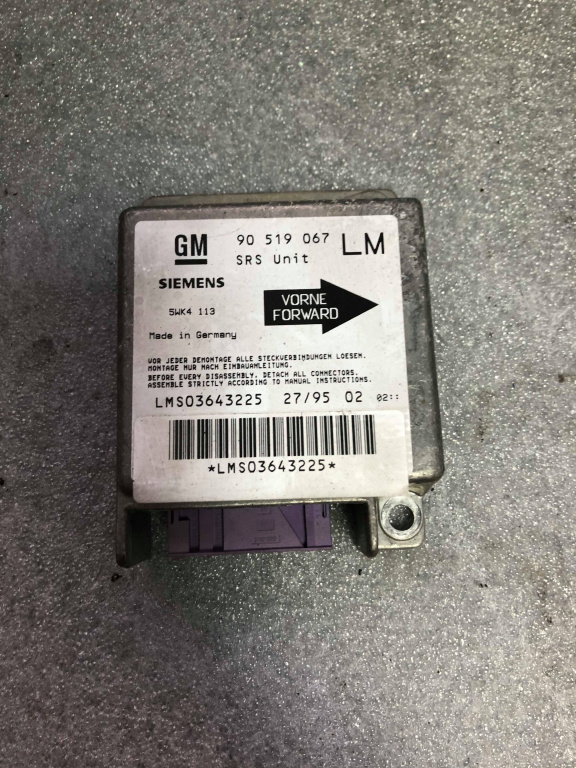 GM 90 519 067 LM
SRS Unit
SIEMENS
5WK4 113
VORNE
FORWARD
Made in Germany
VOR JEDER DEMONTAGE ALLE STECKVERBINDUNGEN LOESEN.
MONTAGE NUR NACH EINBAUANLEITUNG.
BEFORE EVERY DISASSEMBLY, DETACH ALL CONNECTORS.
ASSEMBLE STRICTLY ACCORDING TO MANUAL INSTRUCTIONS.
LMS03643225 27/95 02 02::
*LMS03643225*